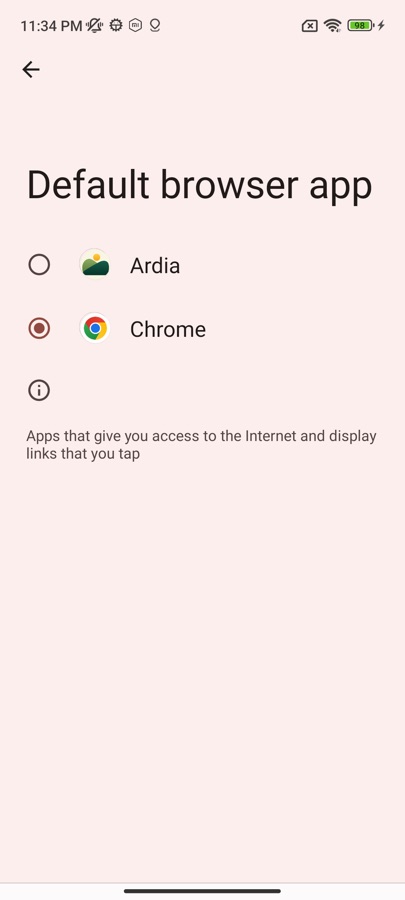 11:34 PM
98
Default browser app
Ardia
Chrome
Apps that give you access to the Internet and display
links that you tap